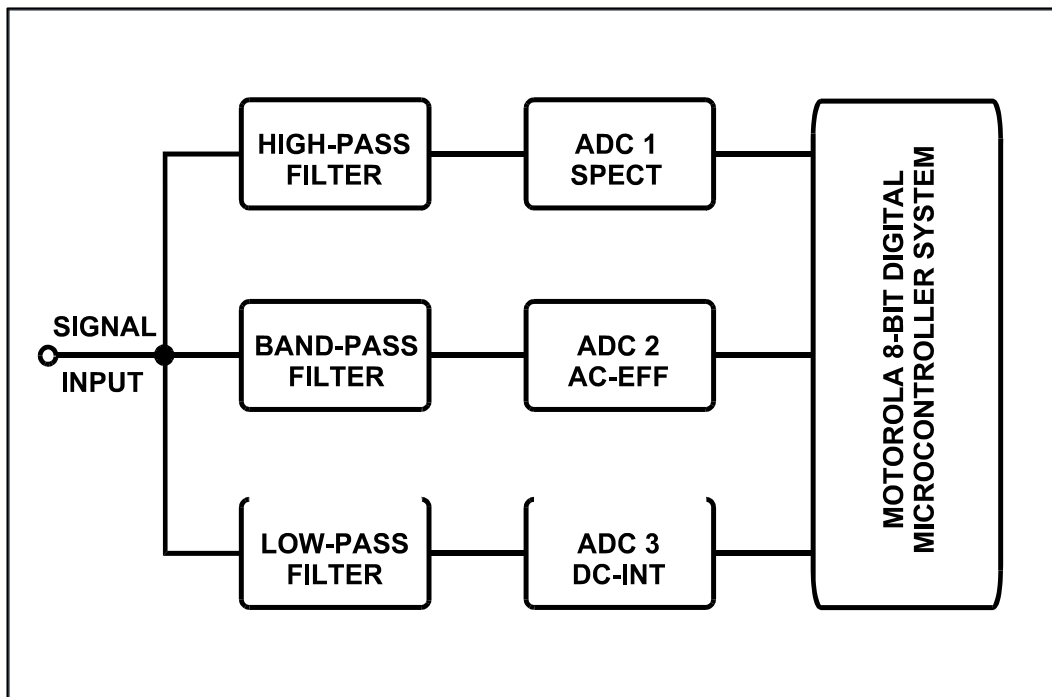 SIGNAL
INPUT
HIGH-PASS
FILTER
ADC 1
SPECT
BAND-PASS
FILTER
ADC 2
AC-EFF
LOW-PASS
FILTER
ADC 3
DC-INT
MOTOROLA 8-BIT DIGITAL
MICROCONTROLLER SYSTEM